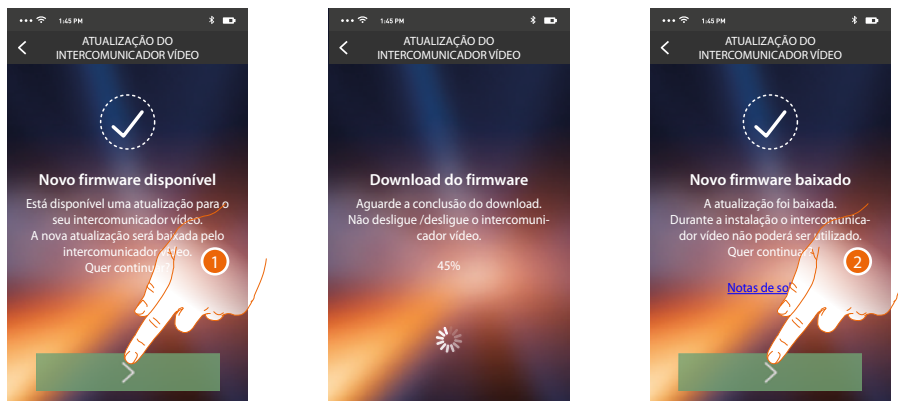 1:45 PM
ATUALIZAÇÃO DO
INTERCOMUNICADOR VÍDEO
Novo firmware disponível
Está disponível uma atualização para o
seu intercomunicador vídeo.
A nova atualização será baixada pelo
intercomunicador vídeo.
Quer continuar?
1
1:45 PM
ATUALIZAÇÃO DO
INTERCOMUNICADOR VÍDEO
Download do firmware
Aguarde a conclusão do download.
Não desligue /desligue o intercomuni-
cador vídeo.
45%
1:45 PM
ATUALIZAÇÃO DO
INTERCOMUNICADOR VÍDEO
Novo firmware baixado
A atualização foi baixada.
Durante a instalação o intercomunica-
dor vídeo não poderá ser utilizado.
Quer continuar?
2
Notas de